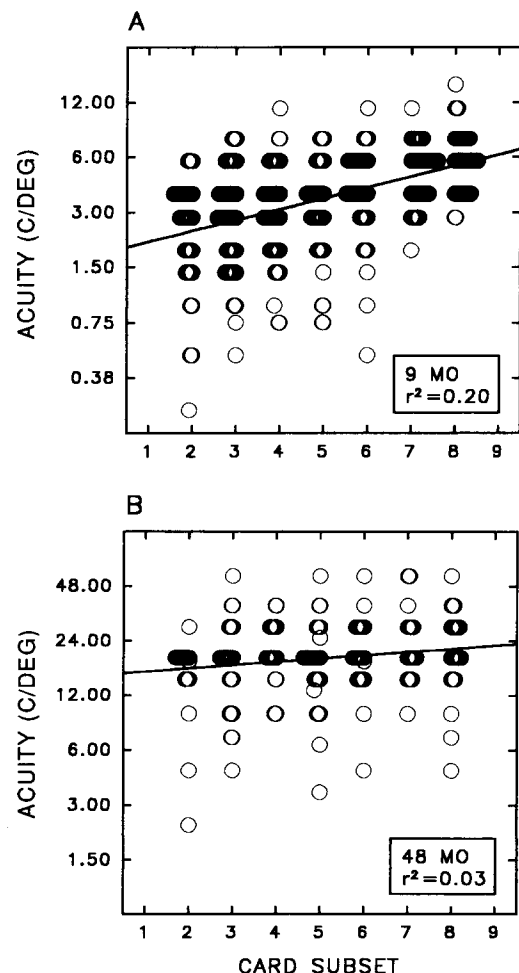 A
ACUITY (C/DEG)
12.00
6.00
3.00
1.50
0.75
0.38
9 MO
r²=0.20
1 2 3 4 5 6 7 8 9
B
ACUITY (C/DEG)
48.00
24.00
12.00
6.00
3.00
1.50
48 MO
r²=0.03
1 2 3 4 5 6 7 8 9
CARD SUBSET